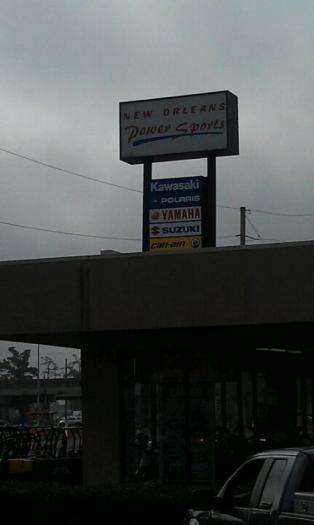 NEW ORLEANS
Power Sports
Kawasaki
POLARIS
YAMAHA
SUZUKI
can-am